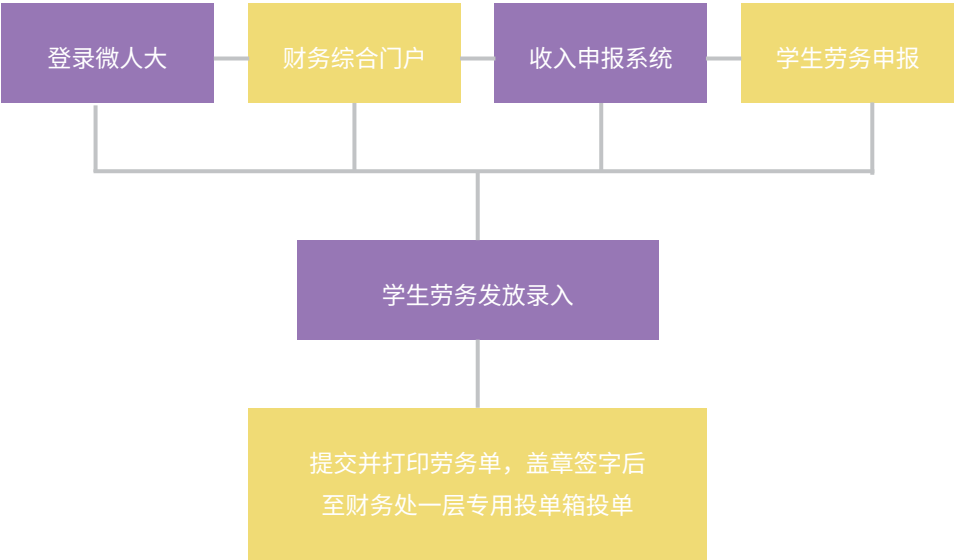 登录微人大
财务综合门户
收入申报系统
学生劳务申报
学生劳务发放录入
提交并打印劳务单，盖章签字后
至财务处一层专用投单箱投单